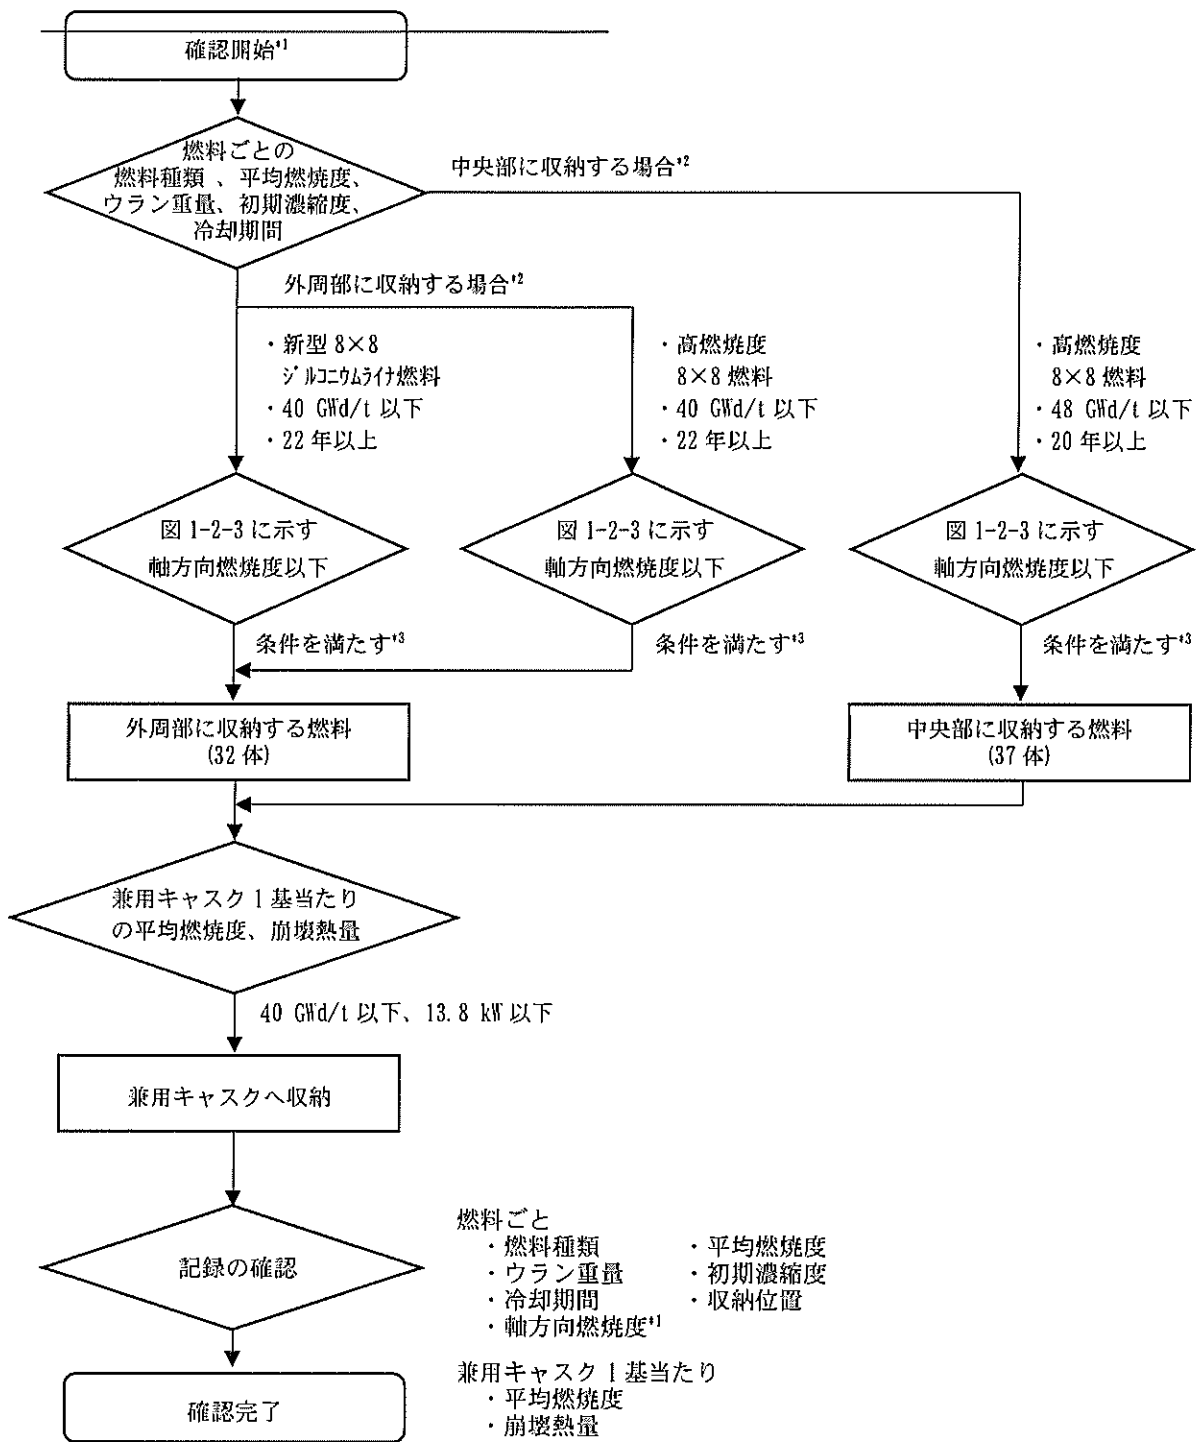 確認開始*1
燃料ごとの
燃料種類、平均燃焼度、
ウラン重量、初期濃縮度、
冷却期間
中央部に収納する場合*2
外周部に収納する場合*2
・新型 8×8
ジルコニウムライナ燃料
・40 GWd/t 以下
・22 年以上
・高燃焼度
8×8 燃料
・40 GWd/t 以下
・22 年以上
・高燃焼度
8×8 燃料
・48 GWd/t 以下
・20 年以上
図 1-2-3 に示す
軸方向燃焼度以下
図 1-2-3 に示す
軸方向燃焼度以下
図 1-2-3 に示す
軸方向燃焼度以下
条件を満たす*3
条件を満たす*3
条件を満たす*3
外周部に収納する燃料
(32 体)
中央部に収納する燃料
(37 体)
兼用キャスク 1 基当たり
の平均燃焼度、崩壊熱量
40 GWd/t 以下、13.8 kW 以下
兼用キャスクへ収納
記録の確認
燃料ごと
・燃料種類 ・平均燃焼度
・ウラン重量 ・初期濃縮度
・冷却期間 ・収納位置
・軸方向燃焼度*1
兼用キャスク 1 基当たり
・平均燃焼度
・崩壊熱量
確認完了